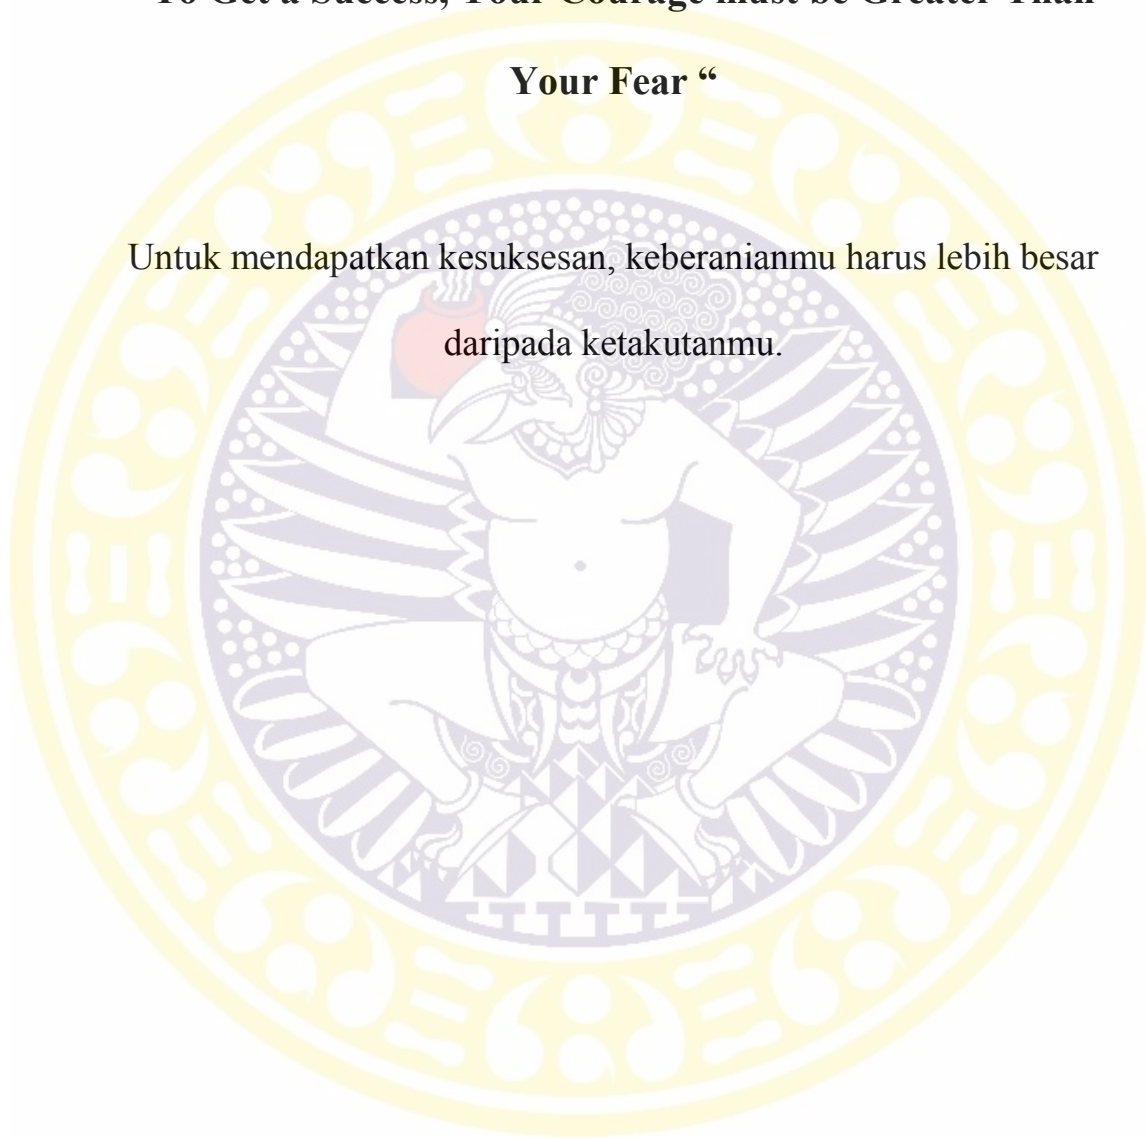 To Get a Success, Your Courage must be Greater Than
Your Fear “
Untuk mendapatkan kesuksesan, keberanianmu harus lebih besar
daripada ketakutanmu.